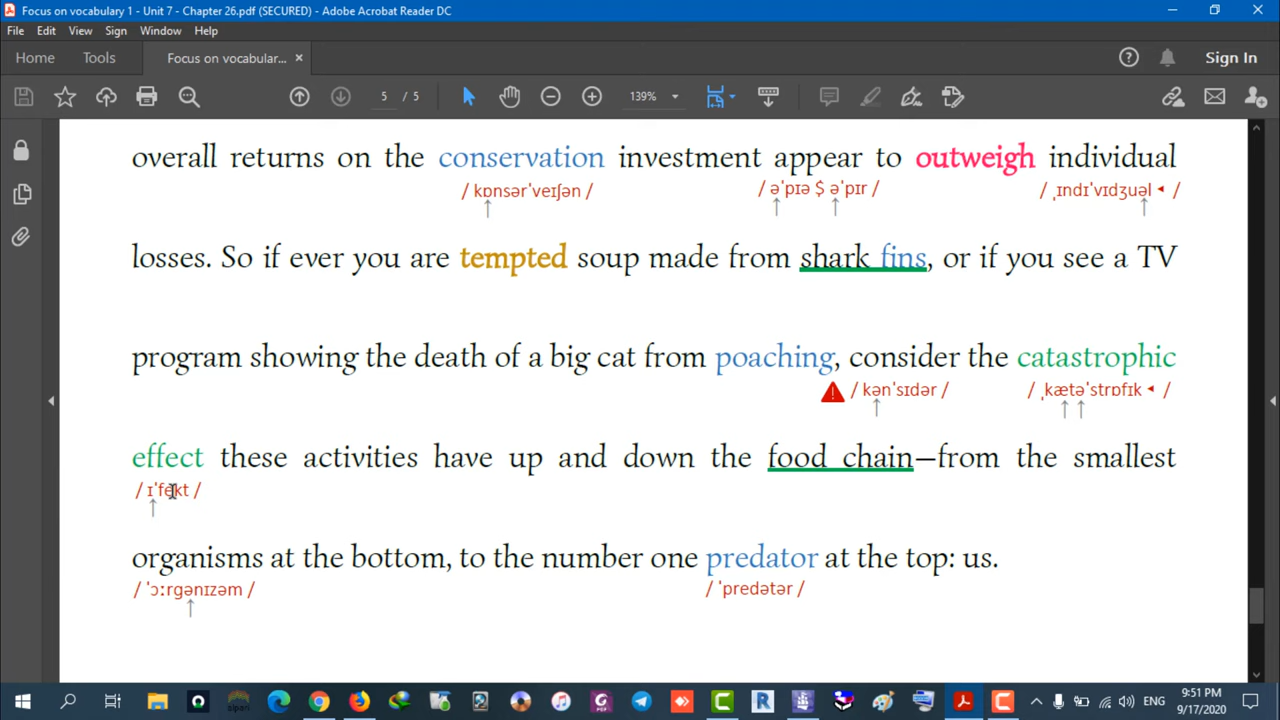 Focus on vocabulary 1 - Unit 7 - Chapter 26.pdf (SECURED) - Adobe Acrobat Reader DC
File Edit View Sign Window Help
Home Tools Focus on vocabular... × Sign In
5 / 5 139%
overall returns on the conservation investment appear to outweigh individual
/ kɒnsərˈveɪʃən / / əˈpɪə $ əˈpɪr / / ˌɪndɪˈvɪdʒuəl ◂ /
losses. So if ever you are tempted soup made from shark fins, or if you see a TV
program showing the death of a big cat from poaching, consider the catastrophic
/ kənˈsɪdər / / ˌkætəˈstrɒfɪk ◂ /
effect these activities have up and down the food chain—from the smallest
/ ɪˈfekt /
organisms at the bottom, to the number one predator at the top: us.
/ ˈɔːrgənɪzəm / / ˈpredətər /
ENG 9:51 PM
9/17/2020